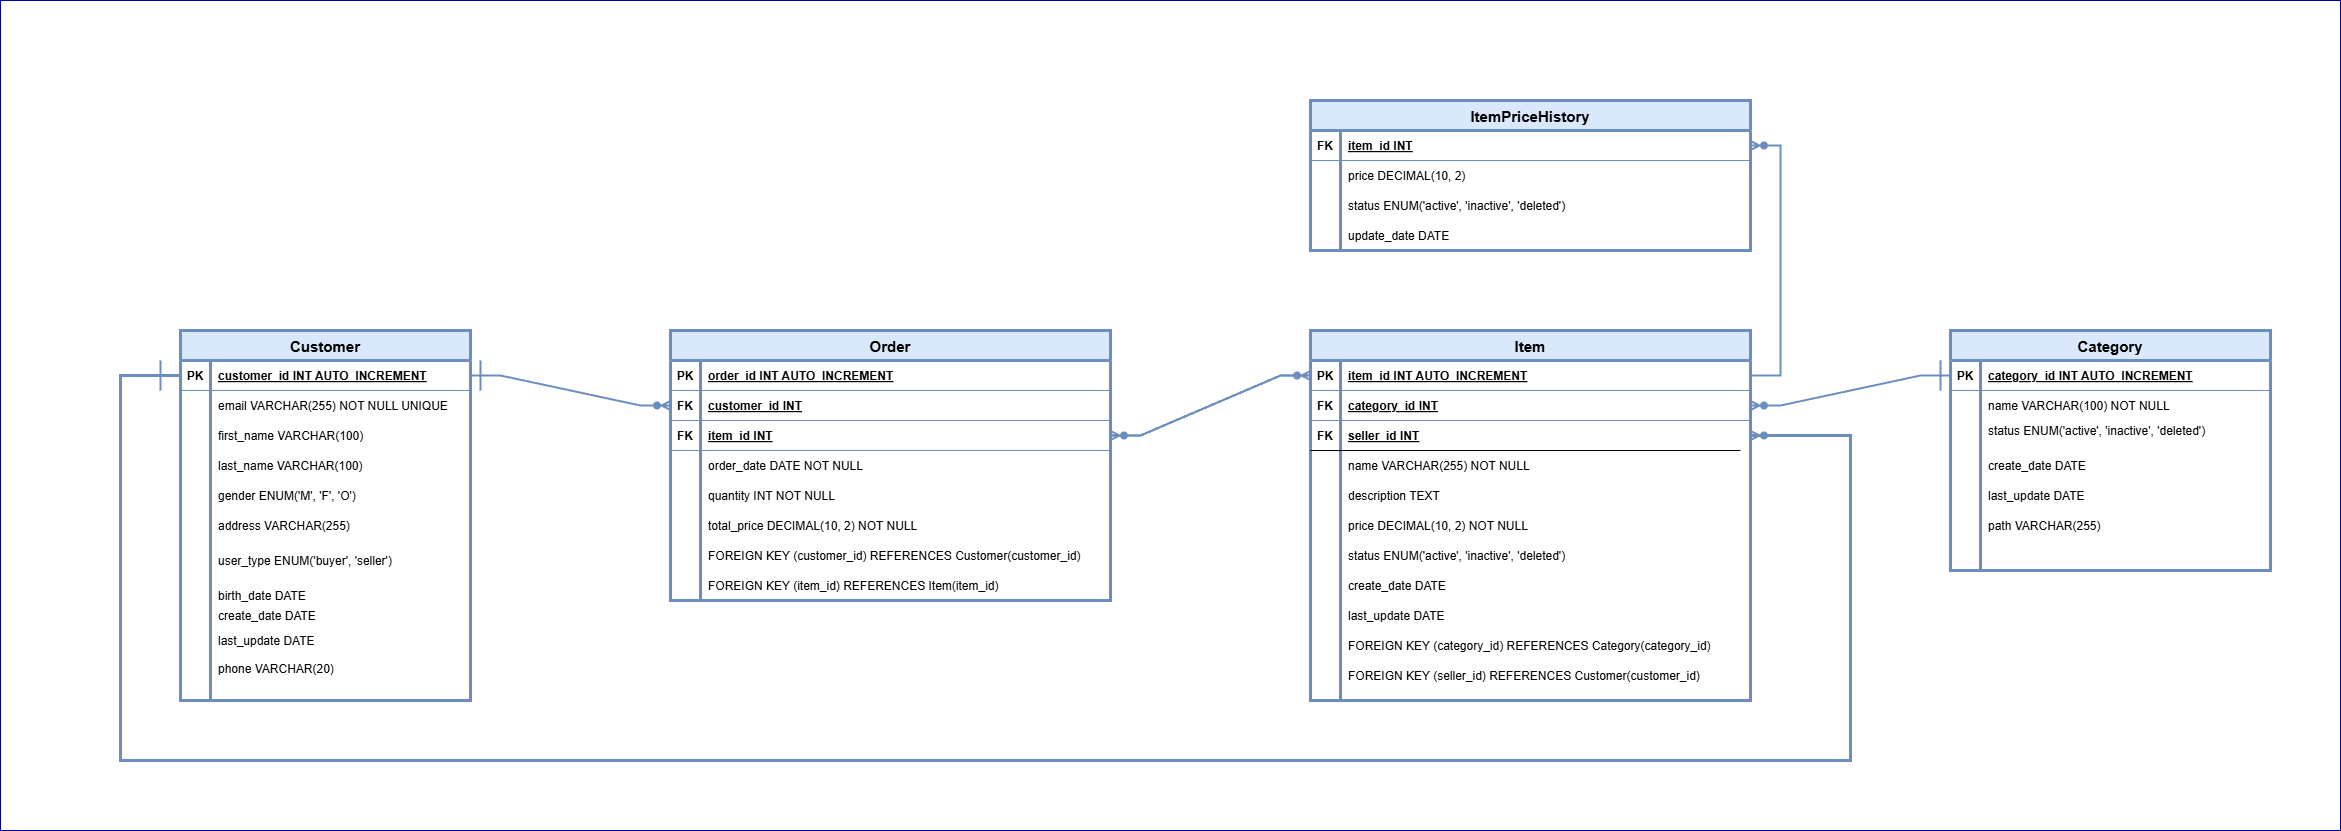 ItemPriceHistory
FK item_id INT
price DECIMAL(10, 2)
status ENUM('active', 'inactive', 'deleted')
update_date DATE
Customer
PK customer_id INT AUTO_INCREMENT
email VARCHAR(255) NOT NULL UNIQUE
first_name VARCHAR(100)
last_name VARCHAR(100)
gender ENUM('M', 'F', 'O')
address VARCHAR(255)
user_type ENUM('buyer', 'seller')
birth_date DATE
create_date DATE
last_update DATE
phone VARCHAR(20)
Order
PK order_id INT AUTO_INCREMENT
FK customer_id INT
FK item_id INT
order_date DATE NOT NULL
quantity INT NOT NULL
total_price DECIMAL(10, 2) NOT NULL
FOREIGN KEY (customer_id) REFERENCES Customer(customer_id)
FOREIGN KEY (item_id) REFERENCES Item(item_id)
Item
PK item_id INT AUTO_INCREMENT
FK category_id INT
FK seller_id INT
name VARCHAR(255) NOT NULL
description TEXT
price DECIMAL(10, 2) NOT NULL
status ENUM('active', 'inactive', 'deleted')
create_date DATE
last_update DATE
FOREIGN KEY (category_id) REFERENCES Category(category_id)
FOREIGN KEY (seller_id) REFERENCES Customer(customer_id)
Category
PK category_id INT AUTO_INCREMENT
name VARCHAR(100) NOT NULL
status ENUM('active', 'inactive', 'deleted')
create_date DATE
last_update DATE
path VARCHAR(255)